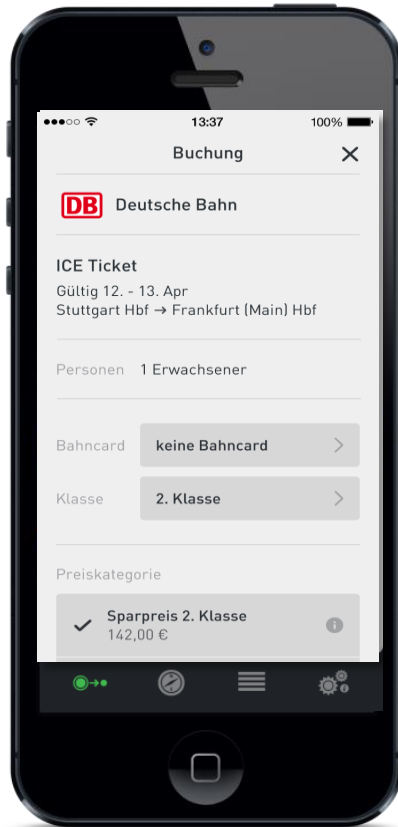 13:37
100%
Buchung
DB Deutsche Bahn
ICE Ticket
Gültig 12. - 13. Apr
Stuttgart Hbf → Frankfurt (Main) Hbf
Personen 1 Erwachsener
Bahncard keine Bahncard
Klasse 2. Klasse
Preiskategorie
Sparpreis 2. Klasse
142,00 €